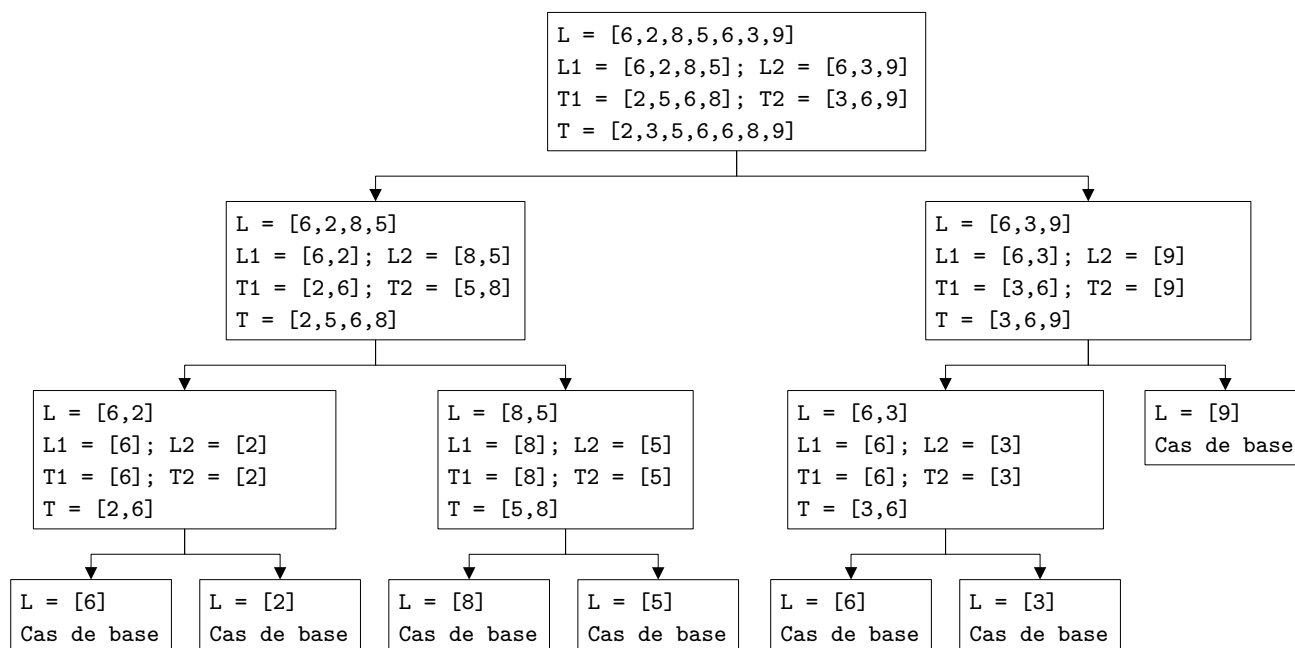 L = [6,2,8,5,6,3,9]
L1 = [6,2,8,5]; L2 = [6,3,9]
T1 = [2,5,6,8]; T2 = [3,6,9]
T = [2,3,5,6,6,8,9]
L = [6,2,8,5]
L1 = [6,2]; L2 = [8,5]
T1 = [2,6]; T2 = [5,8]
T = [2,5,6,8]
L = [6,3,9]
L1 = [6,3]; L2 = [9]
T1 = [3,6]; T2 = [9]
T = [3,6,9]
L = [6,2]
L1 = [6]; L2 = [2]
T1 = [6]; T2 = [2]
T = [2,6]
L = [8,5]
L1 = [8]; L2 = [5]
T1 = [8]; T2 = [5]
T = [5,8]
L = [6,3]
L1 = [6]; L2 = [3]
T1 = [6]; T2 = [3]
T = [3,6]
L = [9]
Cas de base
L = [6]
Cas de base
L = [2]
Cas de base
L = [8]
Cas de base
L = [5]
Cas de base
L = [6]
Cas de base
L = [3]
Cas de base